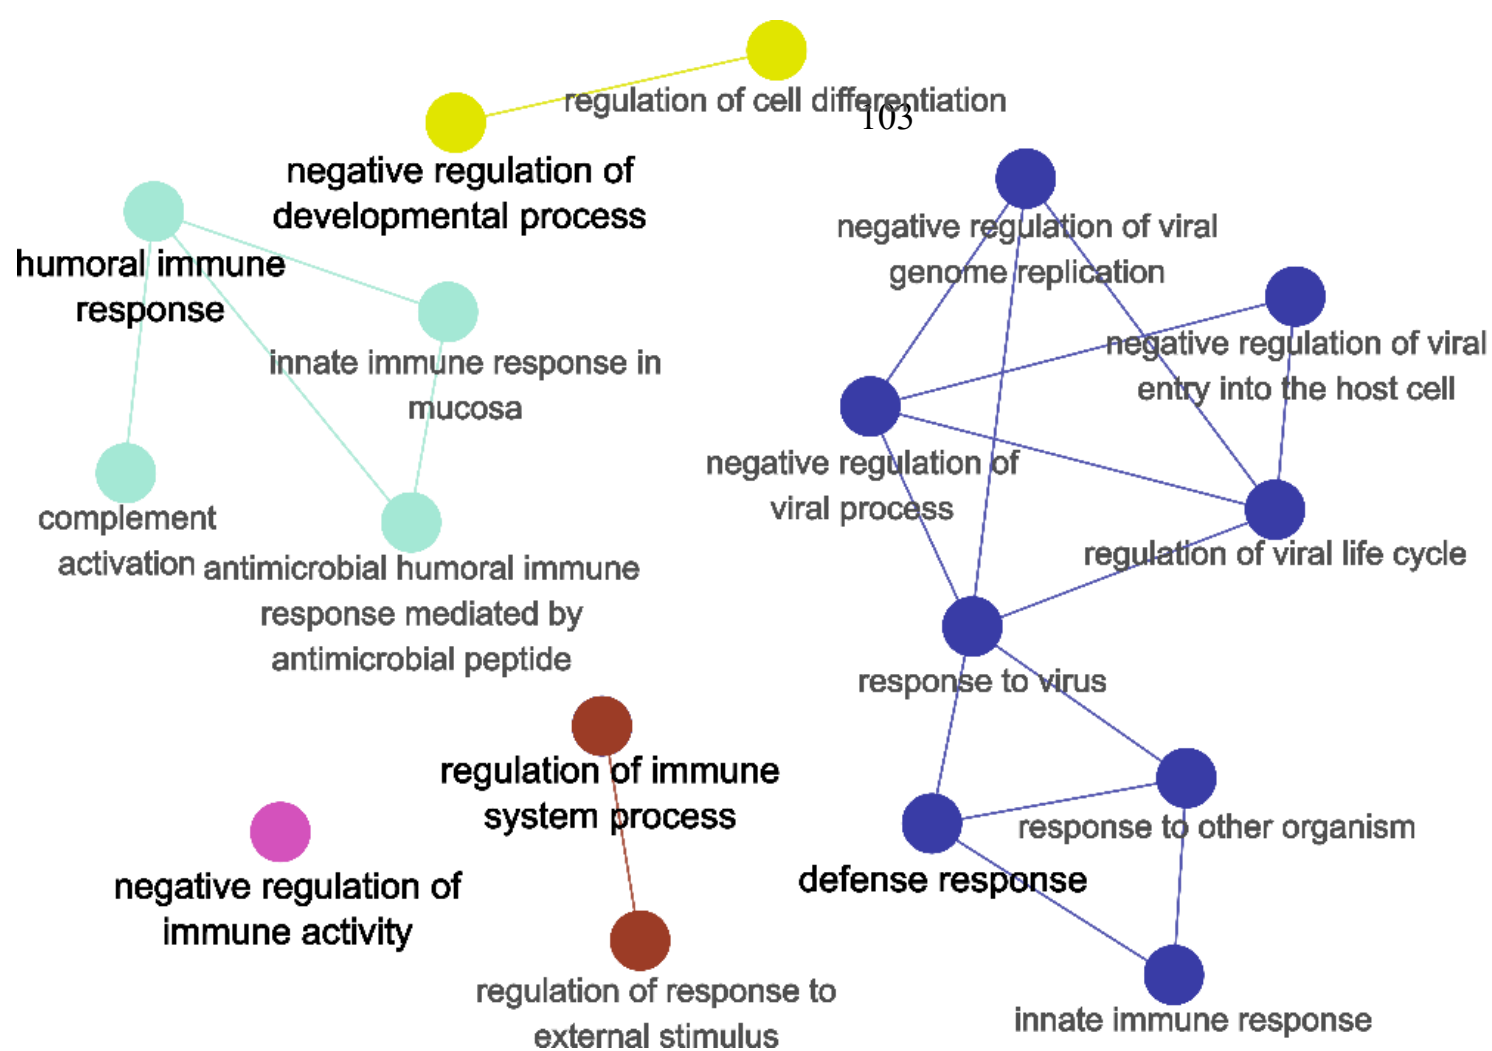 regulation of cell differentiation
103
negative regulation of
developmental process
humoral immune
response
innate immune response in
mucosa
complement
activation
antimicrobial humoral immune
response mediated by
antimicrobial peptide
negative regulation of viral
genome replication
negative regulation of viral
entry into the host cell
negative regulation of
viral process
regulation of viral life cycle
response to virus
regulation of immune
system process
response to other organism
defense response
negative regulation of
immune activity
regulation of response to
external stimulus
innate immune response